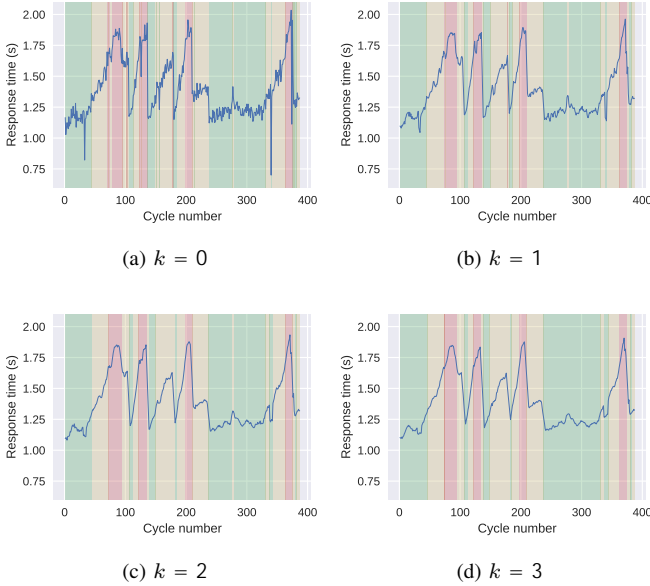 2.00
1.75
1.50
1.25
1.00
0.75
Response time (s)
0 100 200 300 400
Cycle number
(a) k = 0
2.00
1.75
1.50
1.25
1.00
0.75
Response time (s)
0 100 200 300 400
Cycle number
(b) k = 1
2.00
1.75
1.50
1.25
1.00
0.75
Response time (s)
0 100 200 300 400
Cycle number
(c) k = 2
2.00
1.75
1.50
1.25
1.00
0.75
Response time (s)
0 100 200 300 400
Cycle number
(d) k = 3